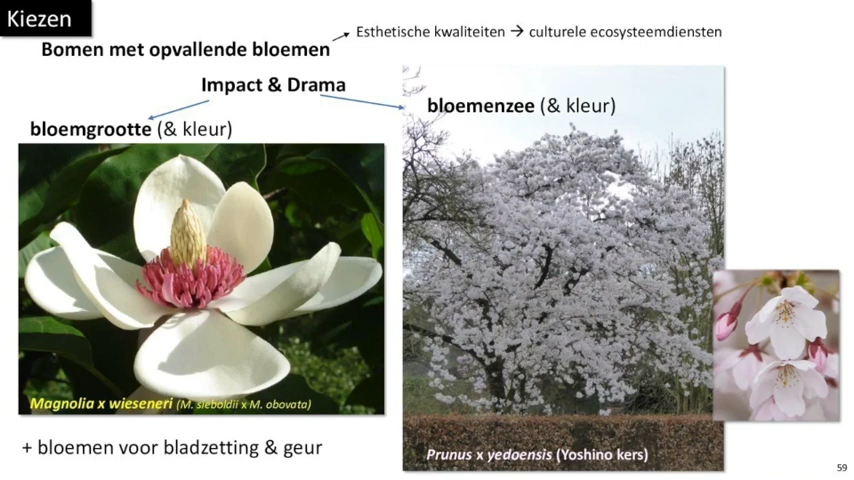 Kiezen
Esthetische kwaliteiten → culturele ecosysteemdiensten
Bomen met opvallende bloemen
Impact & Drama
bloemenzee (& kleur)
bloemgrootte (& kleur)
Magnolia x wieseneri (M. sieboldii x M. obovata)
+ bloemen voor bladzetting & geur
Prunus x yedoensis (Yoshino kers)
59